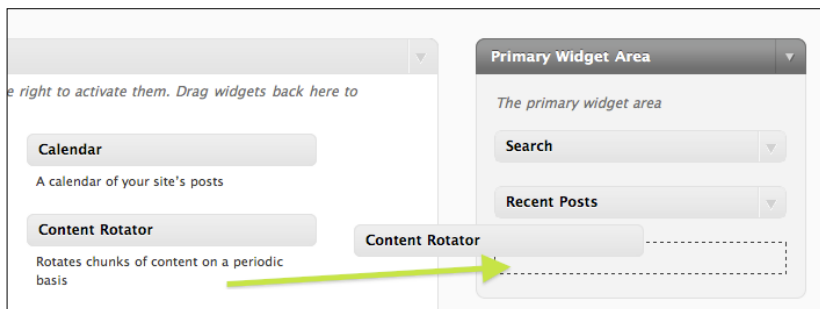 Primary Widget Area
e right to activate them. Drag widgets back here to
The primary widget area
Calendar
A calendar of your site's posts
Search
Recent Posts
Content Rotator
Rotates chunks of content on a periodic
basis
Content Rotator